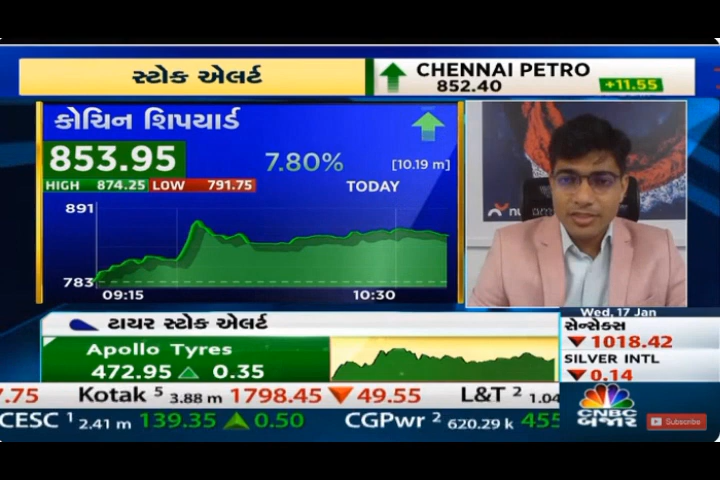 સ્ટોક એલર્ટ
CHENNAI PETRO
852.40 +11.55
કોચિન શિપયાર્ડ
853.95 7.80% [10.19 m]
HIGH 874.25 LOW 791.75 TODAY
891
783
09:15 10:30
Wed, 17 Jan
ટાયર સ્ટોક એલર્ટ
Apollo Tyres
472.95 0.35
સેન્સેક્સ
1018.42
SILVER INTL
0.14
7.75 Kotak 5 3.88 m 1798.45 49.55 L&T 2 1.04
CESC 1 2.41 m 139.35 0.50 CGPwr 2 620.29 k 455
CNBC
બજાર
Subscribe